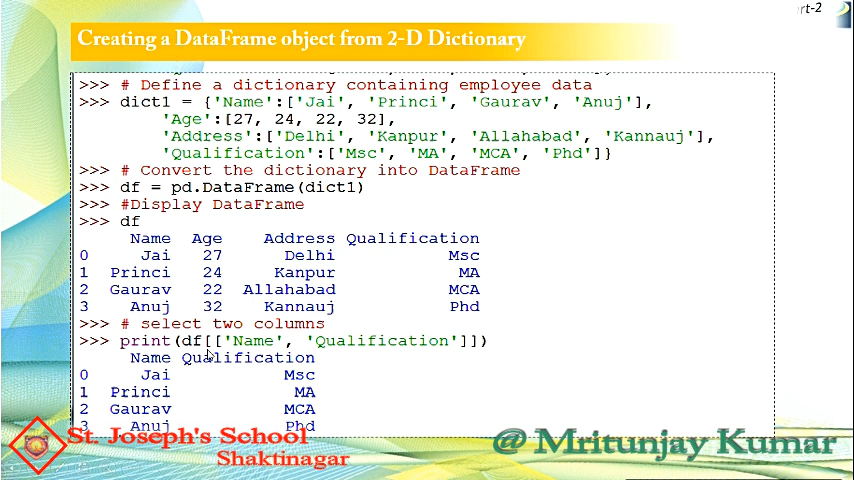 rt-2
Creating a DataFrame object from 2-D Dictionary
>>> # Define a dictionary containing employee data
>>> dict1 = {'Name':['Jai', 'Princi', 'Gaurav', 'Anuj'],
'Age':[27, 24, 22, 32],
'Address':['Delhi', 'Kanpur', 'Allahabad', 'Kannauj'],
'Qualification':['Msc', 'MA', 'MCA', 'Phd']}
>>> # Convert the dictionary into DataFrame
>>> df = pd.DataFrame(dict1)
>>> #Display DataFrame
>>> df
Name Age Address Qualification
0 Jai 27 Delhi Msc
1 Princi 24 Kanpur MA
2 Gaurav 22 Allahabad MCA
3 Anuj 32 Kannauj Phd
>>> # select two columns
>>> print(df[['Name', 'Qualification']])
Name Qualification
0 Jai Msc
1 Princi MA
2 Gaurav MCA
3 Anuj Phd
St. Joseph's School
Shaktinagar
@ Mritunjay Kumar